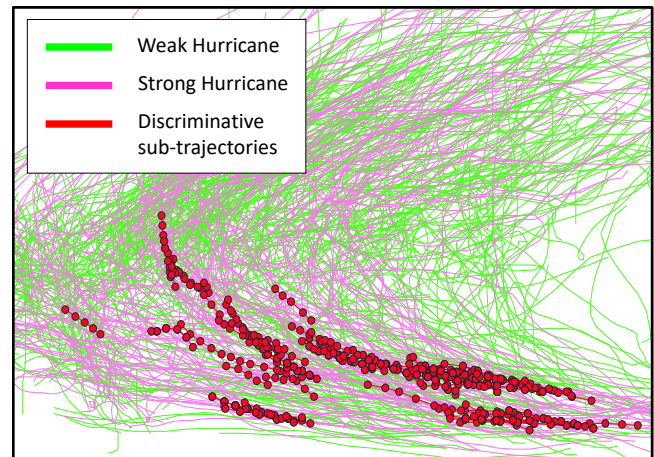 Weak Hurricane
Strong Hurricane
Discriminative
sub-trajectories